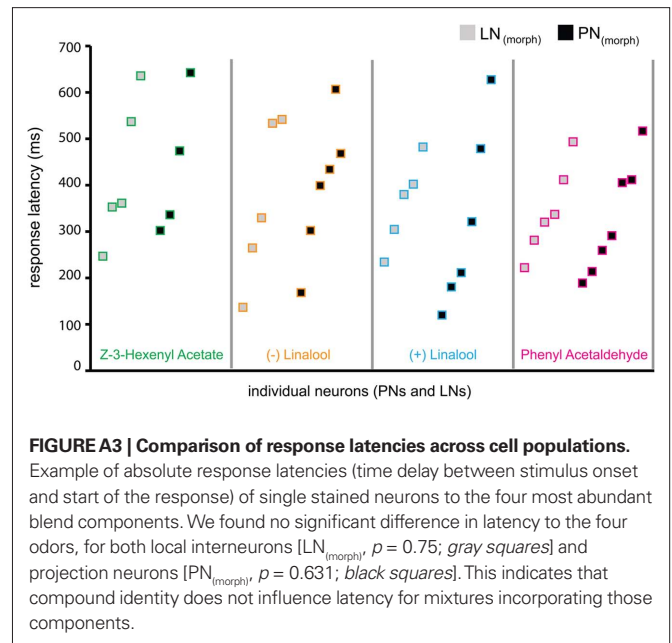 LN(morph) PN(morph)
700
600
500
400
300
200
100
0
response latency (ms)
Z-3-Hexenyl Acetate (-) Linalool (+) Linalool Phenyl Acetaldehyde
individual neurons (PNs and LNs)
FIGURE A3 | Comparison of response latencies across cell populations.
Example of absolute response latencies (time delay between stimulus onset
and start of the response) of single stained neurons to the four most abundant
blend components. We found no significant difference in latency to the four
odors, for both local interneurons [LN(morph), p = 0.75; gray squares] and
projection neurons [PN(morph), p = 0.631; black squares]. This indicates that
compound identity does not influence latency for mixtures incorporating those
components.